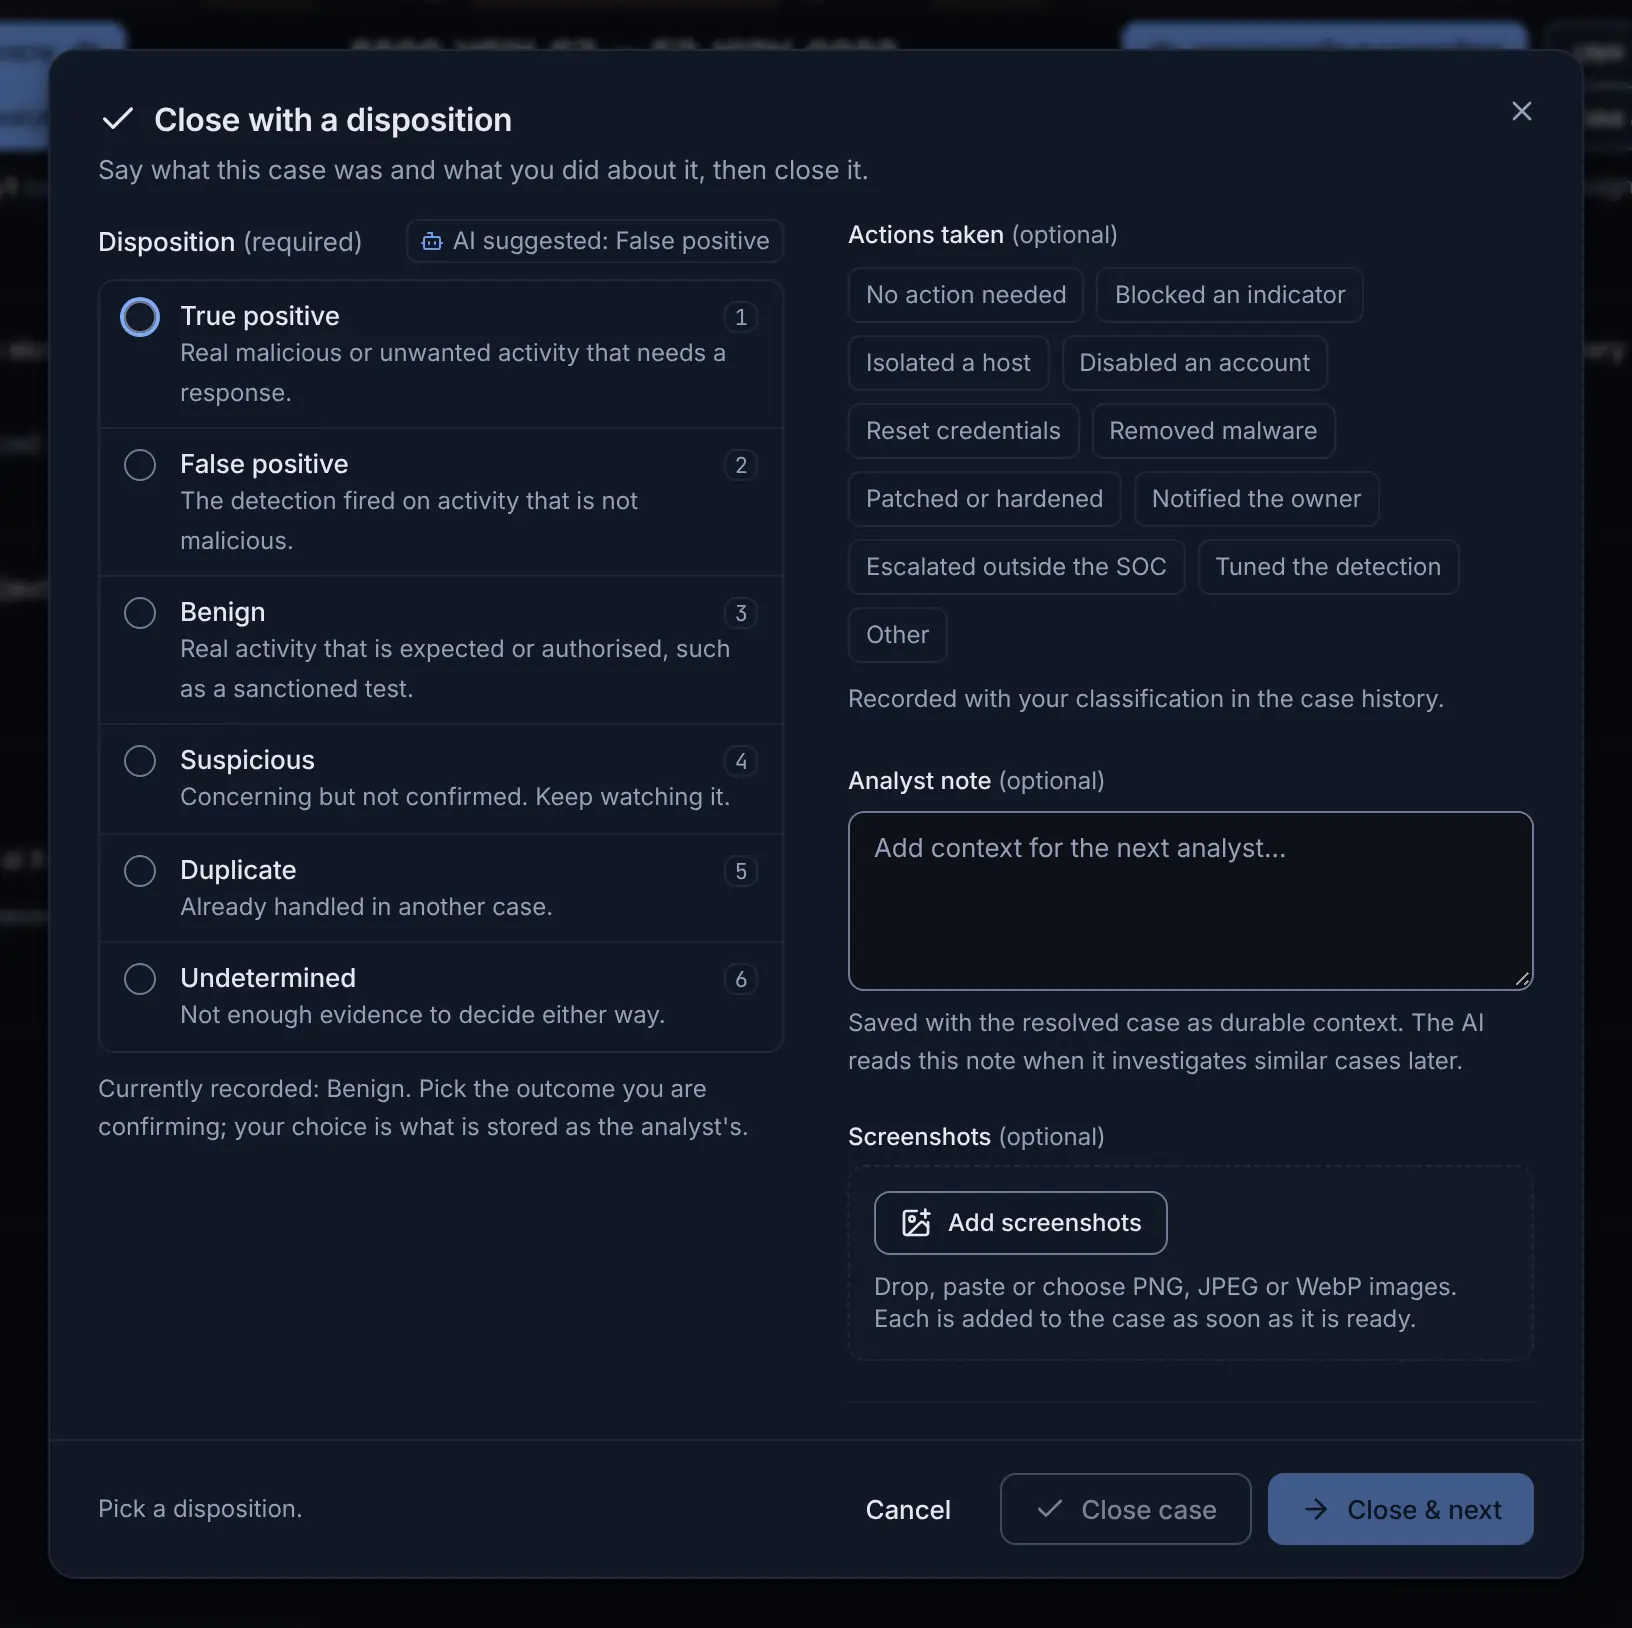 Close with a disposition
Say what this case was and what you did about it, then close it.
Disposition (required)
AI suggested: False positive
True positive
1
Real malicious or unwanted activity that needs a
response.
False positive
2
The detection fired on activity that is not
malicious.
Benign
3
Real activity that is expected or authorised, such
as a sanctioned test.
Suspicious
4
Concerning but not confirmed. Keep watching it.
Duplicate
5
Already handled in another case.
Undetermined
6
Not enough evidence to decide either way.
Currently recorded: Benign. Pick the outcome you are
confirming; your choice is what is stored as the analyst's.
Actions taken (optional)
No action needed
Blocked an indicator
Isolated a host
Disabled an account
Reset credentials
Removed malware
Patched or hardened
Notified the owner
Escalated outside the SOC
Tuned the detection
Other
Recorded with your classification in the case history.
Analyst note (optional)
Add context for the next analyst...
Saved with the resolved case as durable context. The AI
reads this note when it investigates similar cases later.
Screenshots (optional)
Add screenshots
Drop, paste or choose PNG, JPEG or WebP images.
Each is added to the case as soon as it is ready.
Pick a disposition.
Cancel
Close case
Close & next